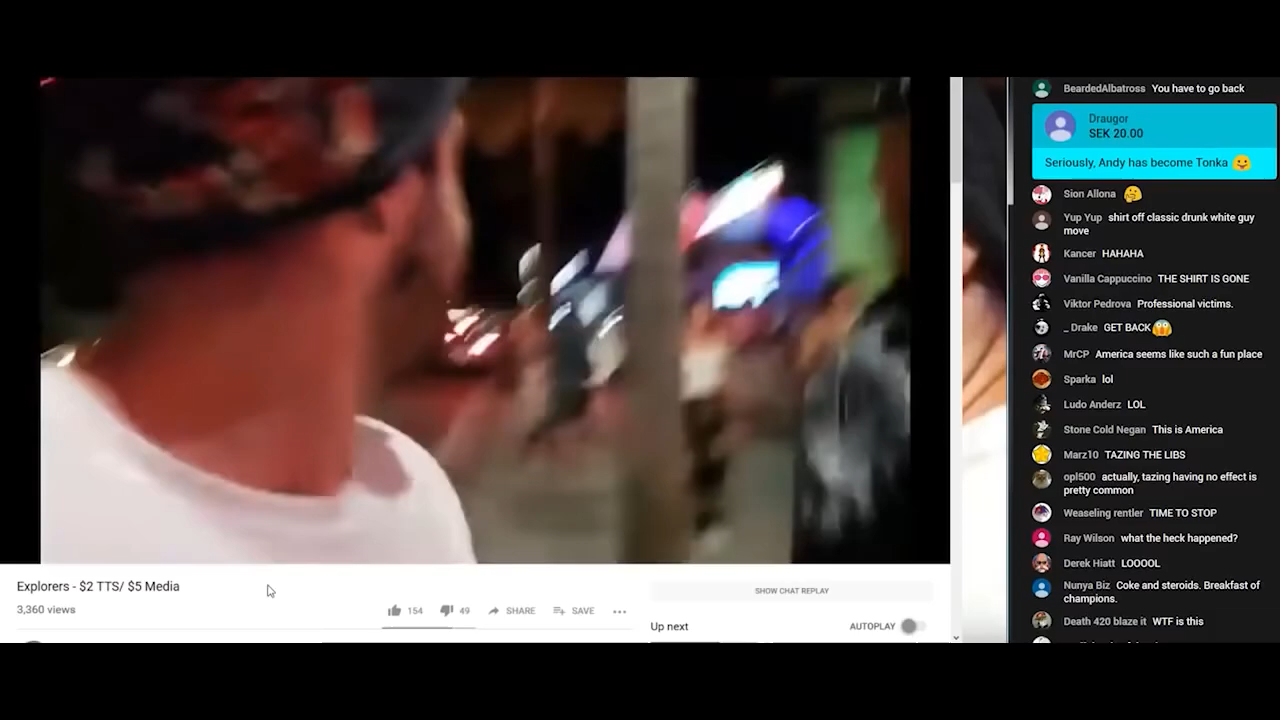 BeardedAlbatross You have to go back
Draugor
SEK 20.00
Seriously, Andy has become Tonka
Sion Allona
Yup Yup shirt off classic drunk white guy
move
Kancer HAHAHA
Vanilla Cappuccino THE SHIRT IS GONE
Viktor Pedrova Professional victims.
_ Drake GET BACK
MrCP America seems like such a fun place
Sparka lol
Ludo Anderz LOL
Stone Cold Negan This is America
Marz10 TAZING THE LIBS
opl500 actually, tazing having no effect is
pretty common
Weaseling rentler TIME TO STOP
Ray Wilson what the heck happened?
Derek Hiatt LOOOOL
Nunya Biz Coke and steroids. Breakfast of
champions.
Death 420 blaze it WTF is this
Explorers - $2 TTS/ $5 Media
3,360 views
154
49
SHARE
SAVE
SHOW CHAT REPLAY
Up next
AUTOPLAY